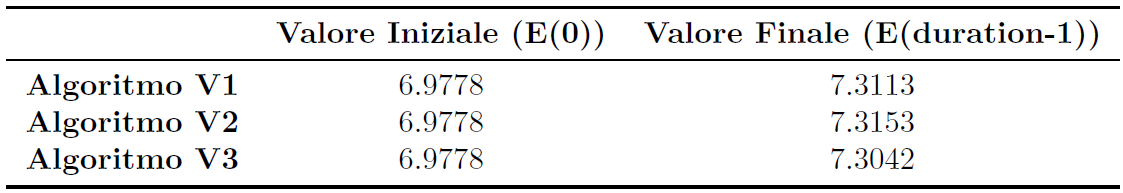 Valore Iniziale (E(0)) Valore Finale (E(duration-1))
Algoritmo V1 6.9778 7.3113
Algoritmo V2 6.9778 7.3153
Algoritmo V3 6.9778 7.3042